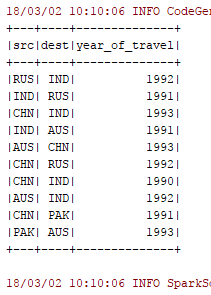 18/03/02 10:10:06 INFO CodeGe
+---+----+--------------+
|src|dest|year_of_travel|
+---+----+--------------+
|RUS| IND|          1992|
|IND| RUS|          1991|
|CHN| IND|          1993|
|IND| AUS|          1991|
|AUS| CHN|          1993|
|CHN| RUS|          1992|
|CHN| IND|          1990|
|AUS| IND|          1992|
|CHN| PAK|          1991|
|PAK| AUS|          1993|
+---+----+--------------+
18/03/02 10:10:06 INFO SparkS